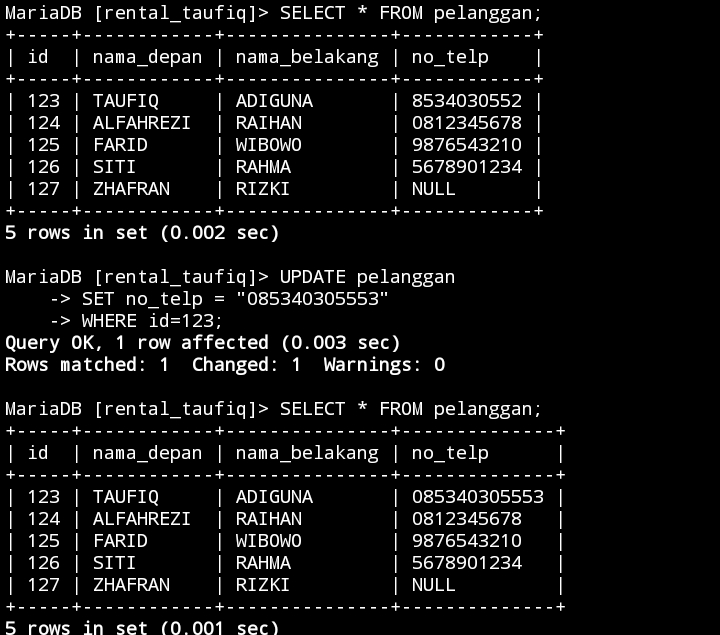 MariaDB [rental_taufiq]> SELECT * FROM pelanggan;
+-----+------------+---------------+------------+
| id  | nama_depan | nama_belakang | no_telp    |
+-----+------------+---------------+------------+
| 123 | TAUFIQ     | ADIGUNA       | 8534030552 |
| 124 | ALFAHREZI  | RAIHAN        | 0812345678 |
| 125 | FARID      | WIBOWO        | 9876543210 |
| 126 | SITI       | RAHMA         | 5678901234 |
| 127 | ZHAFRAN    | RIZKI         | NULL       |
+-----+------------+---------------+------------+
5 rows in set (0.002 sec)

MariaDB [rental_taufiq]> UPDATE pelanggan
    -> SET no_telp = "085340305553"
    -> WHERE id=123;
Query OK, 1 row affected (0.003 sec)
Rows matched: 1  Changed: 1  Warnings: 0

MariaDB [rental_taufiq]> SELECT * FROM pelanggan;
+-----+------------+---------------+--------------+
| id  | nama_depan | nama_belakang | no_telp      |
+-----+------------+---------------+--------------+
| 123 | TAUFIQ     | ADIGUNA       | 085340305553 |
| 124 | ALFAHREZI  | RAIHAN        | 0812345678   |
| 125 | FARID      | WIBOWO        | 9876543210   |
| 126 | SITI       | RAHMA         | 5678901234   |
| 127 | ZHAFRAN    | RIZKI         | NULL         |
+-----+------------+---------------+--------------+
5 rows in set (0.001 sec)